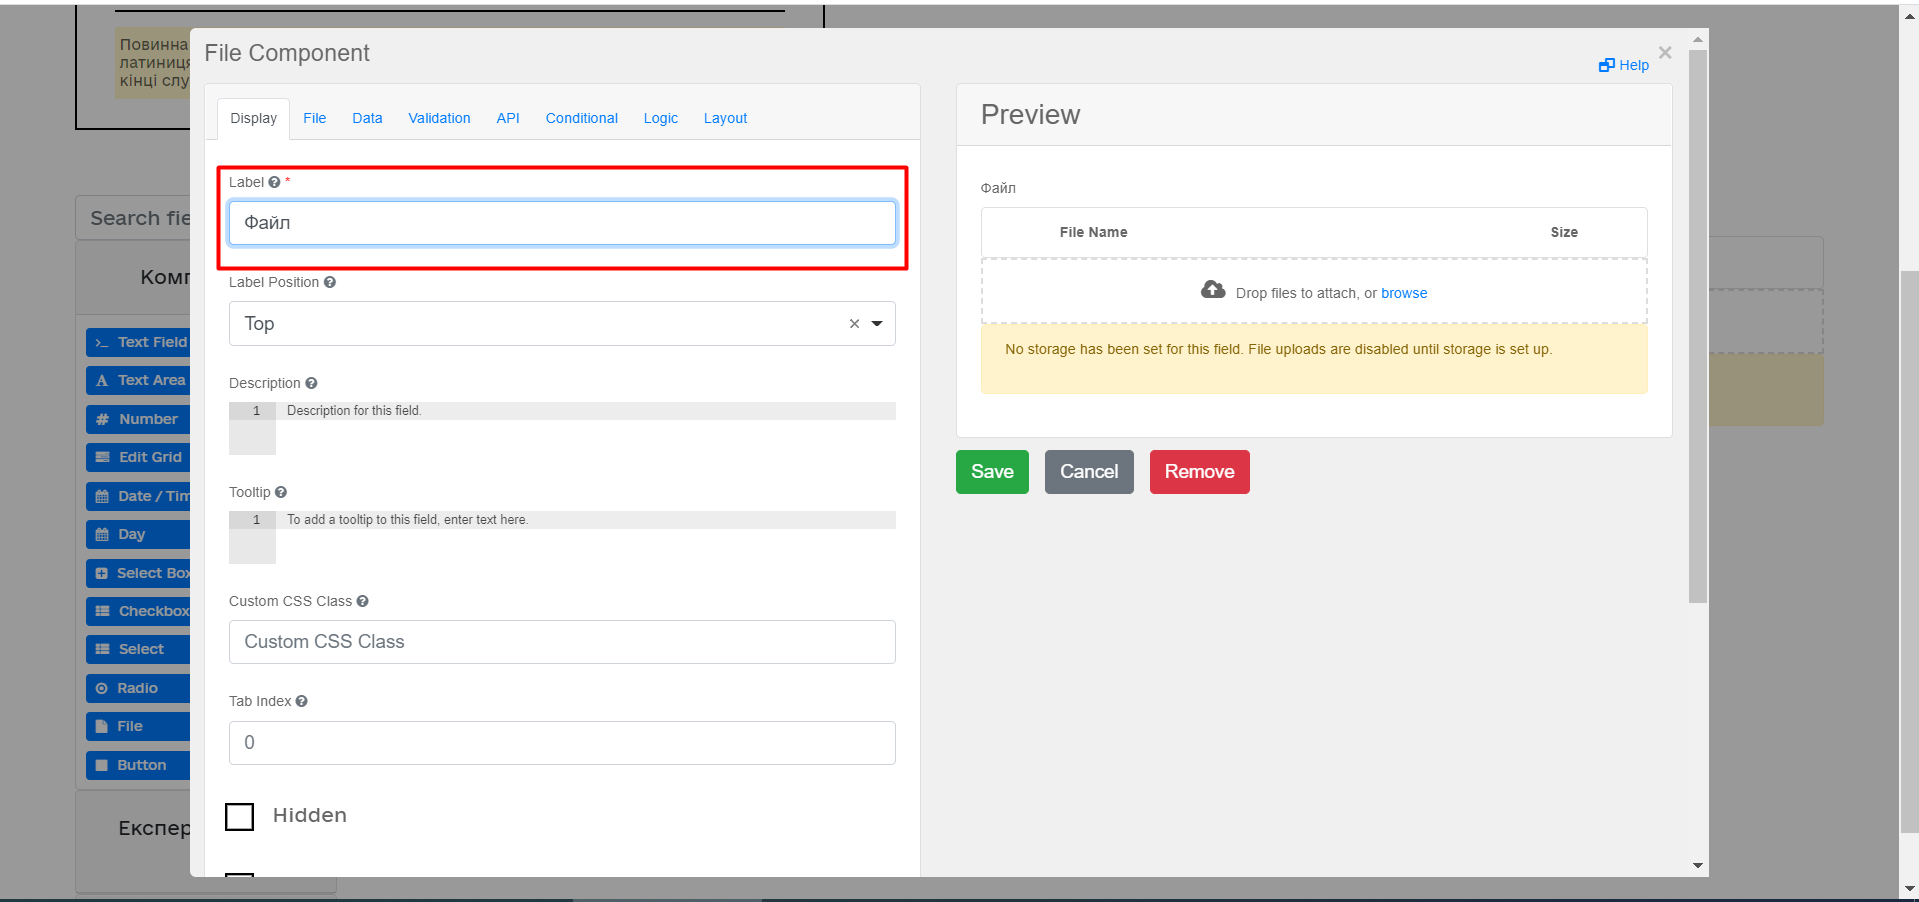 Повинна
латиниця
кінці слу
File Component
Help
×
Display File Data Validation API Conditional Logic Layout
Label *
Файл
Label Position
Top
Description
1 Description for this field.
Tooltip
1 To add a tooltip to this field, enter text here.
Custom CSS Class
Custom CSS Class
Tab Index
0
Hidden
Preview
Файл
File Name Size
Drop files to attach, or browse
No storage has been set for this field. File uploads are disabled until storage is set up.
Save Cancel Remove
Search fie
Комп
Text Field
Text Area
Number
Edit Grid
Date / Tim
Day
Select Box
Checkbox
Select
Radio
File
Button
Експер